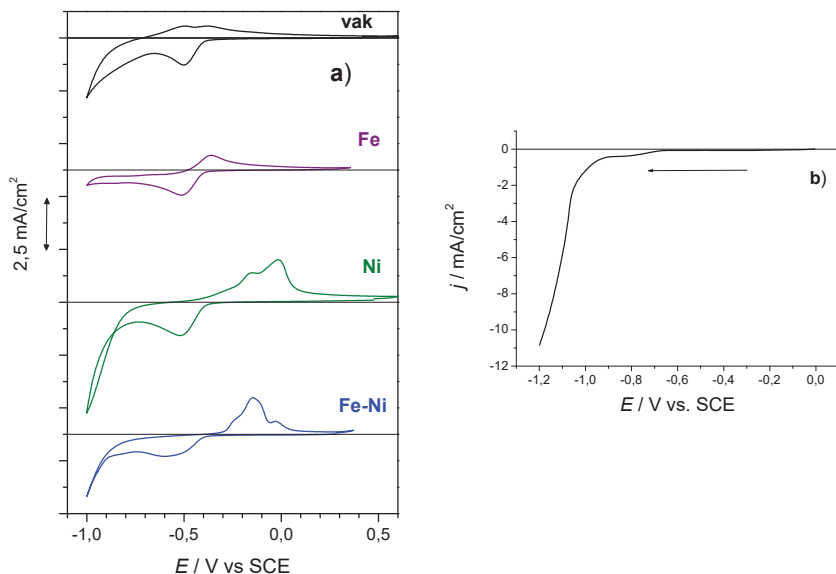 vak
a)
Fe
Ni
Fe-Ni
2,5 mA/cm²
-1,0 -0,5 0,0 0,5
E / V vs SCE
b)
0
-2
-4
-6
-8
-10
-12
j / mA/cm²
-1,2 -1,0 -0,8 -0,6 -0,4 -0,2 0,0
E / V vs. SCE